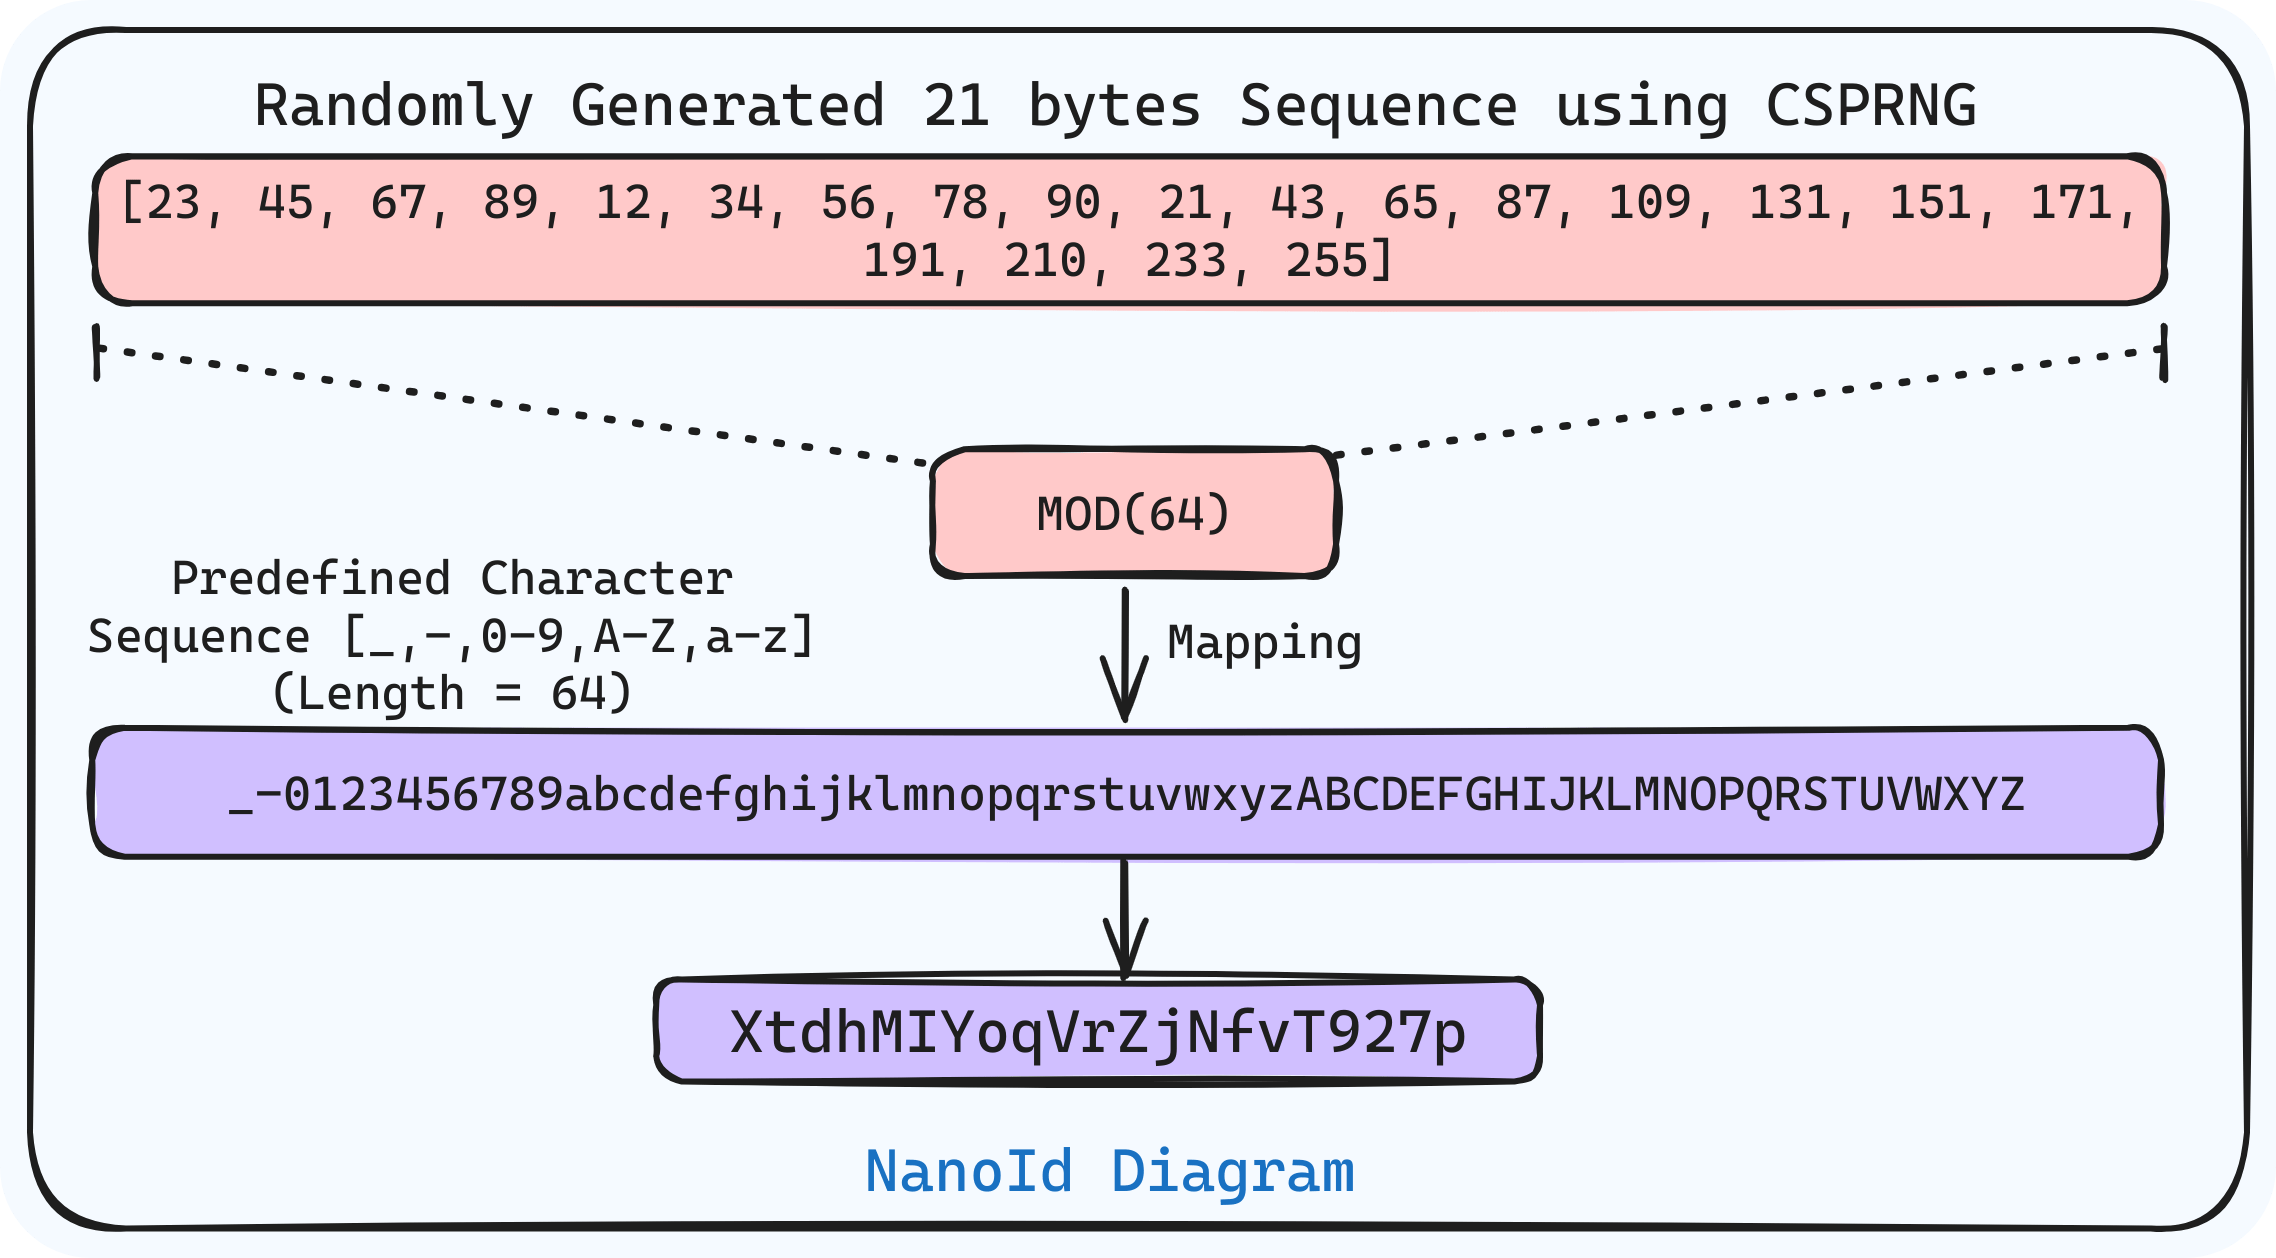 Randomly Generated 21 bytes Sequence using CSPRNG
[23, 45, 67, 89, 12, 34, 56, 78, 90, 21, 43, 65, 87, 109, 131, 151, 171,
191, 210, 233, 255]
MOD(64)
Predefined Character
Sequence [_,-,0-9,A-Z,a-z]
(Length = 64)
Mapping
_-0123456789abcdefghijklmnopqrstuvwxyzABCDEFGHIJKLMNOPQRSTUVWXYZ
XtdhMIYoqVrZjNfvT927p
NanoId Diagram